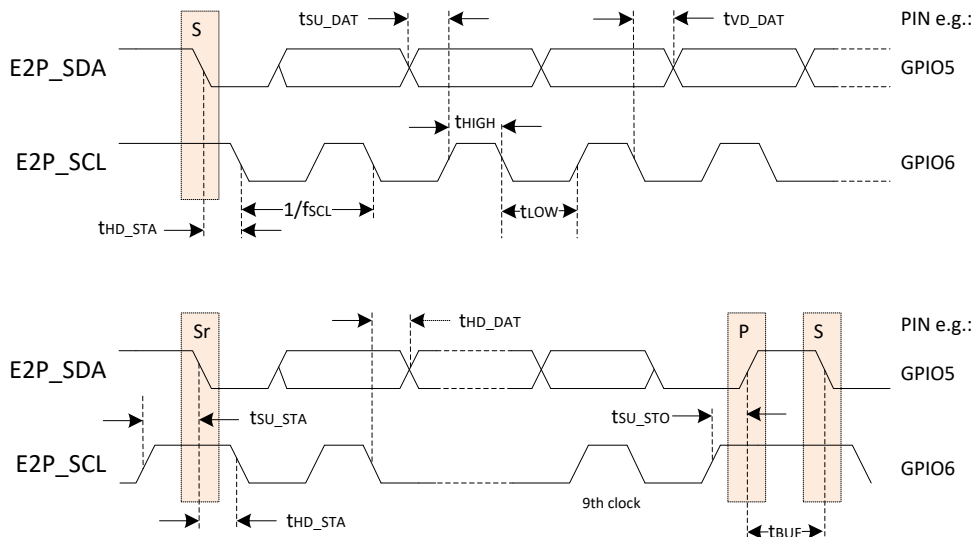 S tSU_DAT tVD_DAT PIN e.g.:
E2P_SDA GPIO5
tHIGH
E2P_SCL GPIO6
1/fSCL tLOW
tHD_STA
Sr tHD_DAT P S PIN e.g.:
E2P_SDA GPIO5
tSU_STA tSU_STO
E2P_SCL GPIO6
9th clock
tHD_STA tBUF